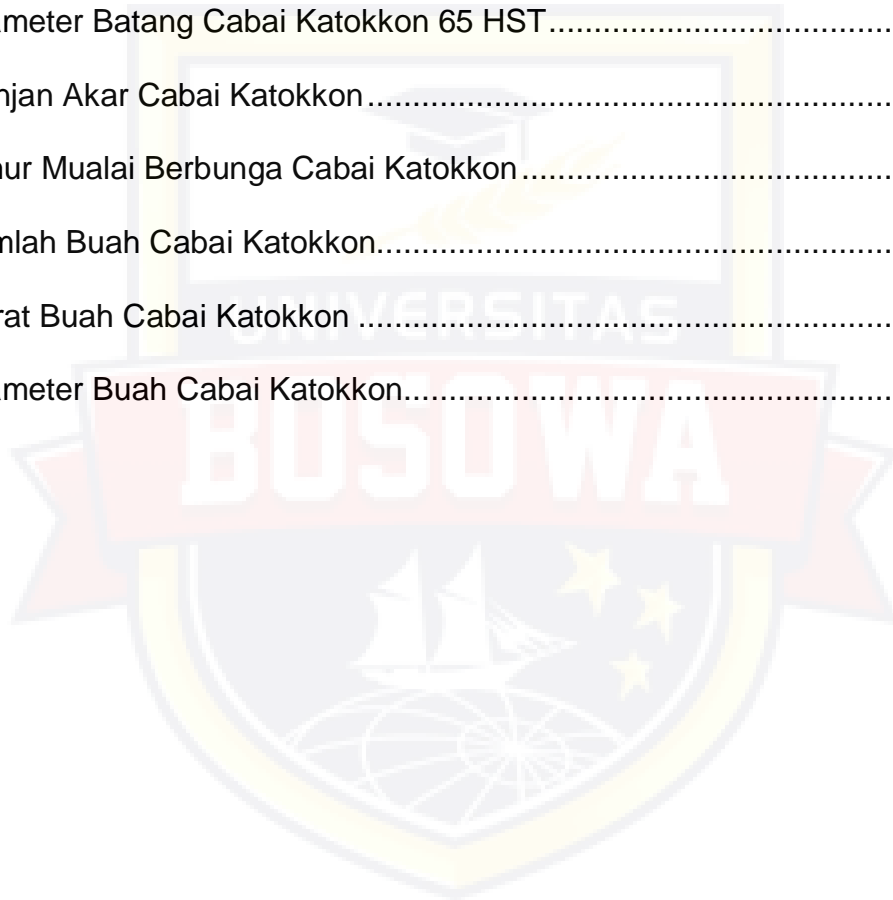 ameter Batang Cabai Katokkon 65 HST....................................
njan Akar Cabai Katokkon........................................................
nur Mualai Berbunga Cabai Katokkon.......................................
mlah Buah Cabai Katokkon.......................................................
rat Buah Cabai Katokkon .........................................................
UNIVERSITAS
ameter Buah Cabai Katokkon....................................................
BOSOWA